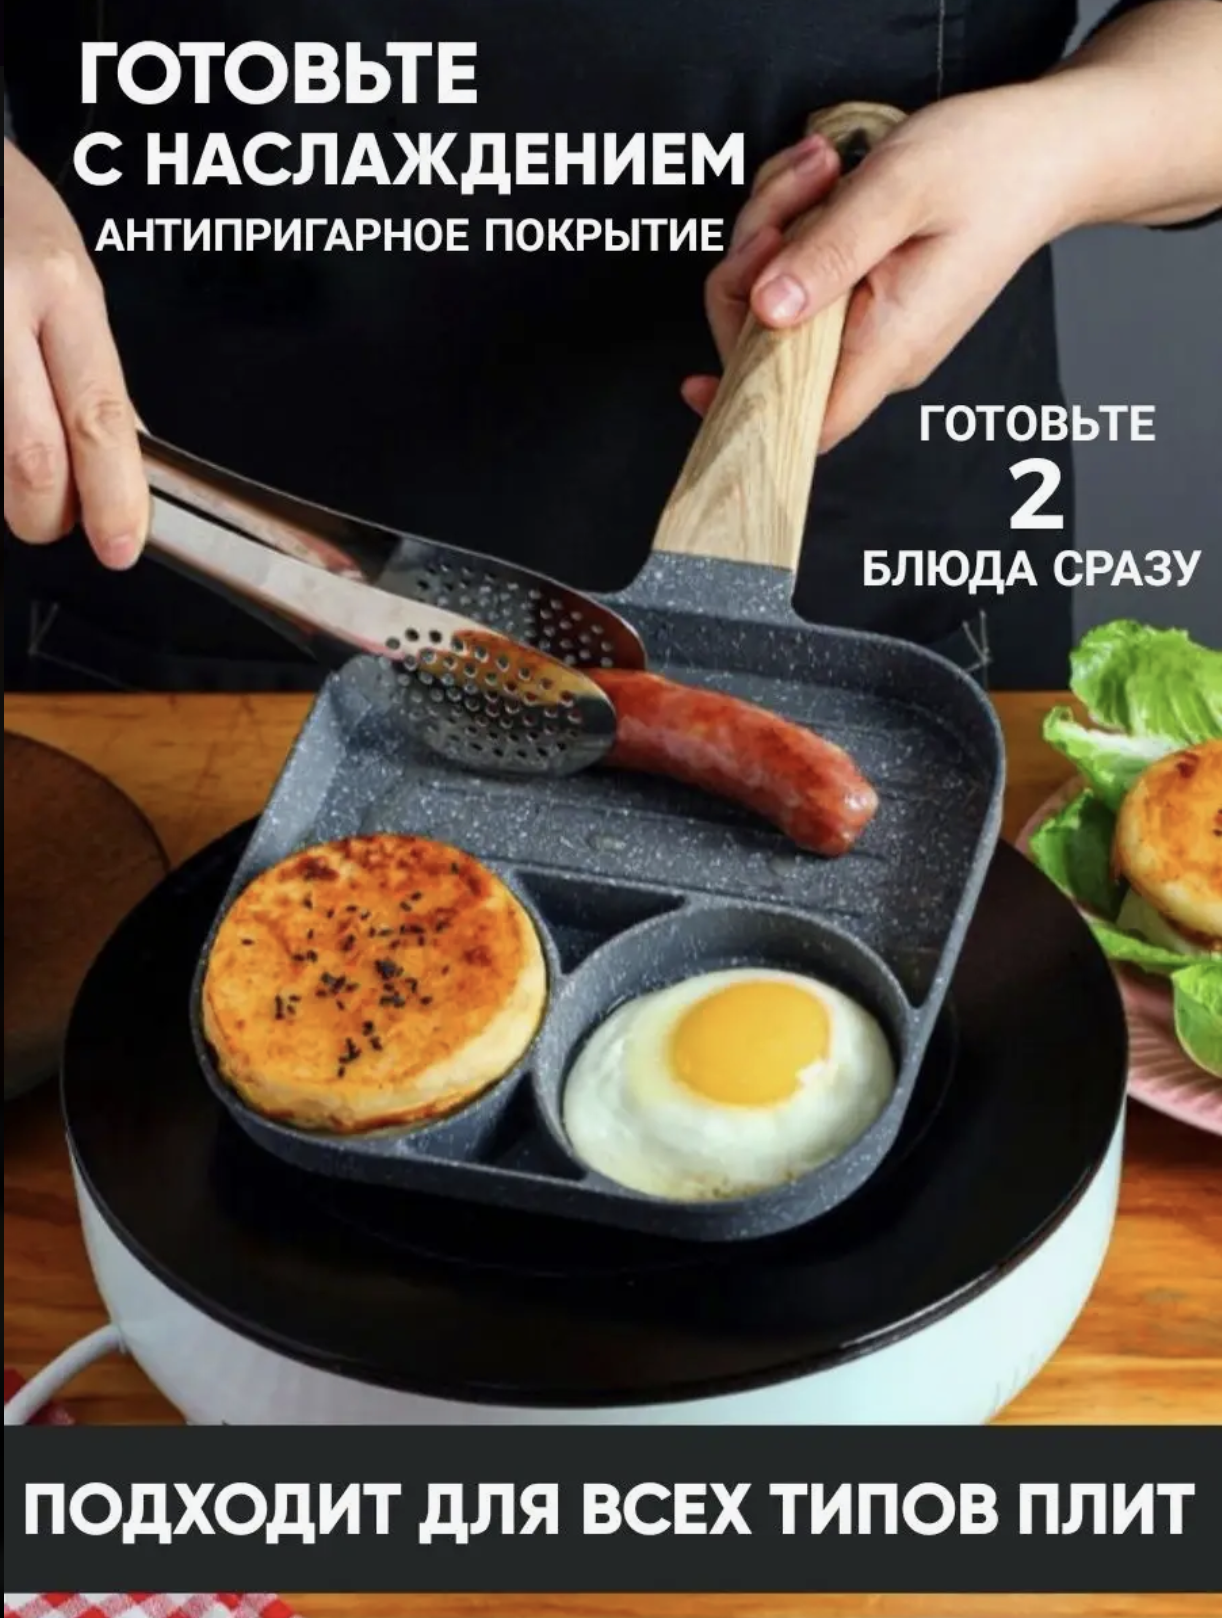 ГОТОВЬТЕ
С НАСЛАЖДЕНИЕМ
АНТИПРИГАРНОЕ ПОКРЫТИЕ
ГОТОВЬТЕ
2
БЛЮДА СРАЗУ
ПОДХОДИТ ДЛЯ ВСЕХ ТИПОВ ПЛИТ